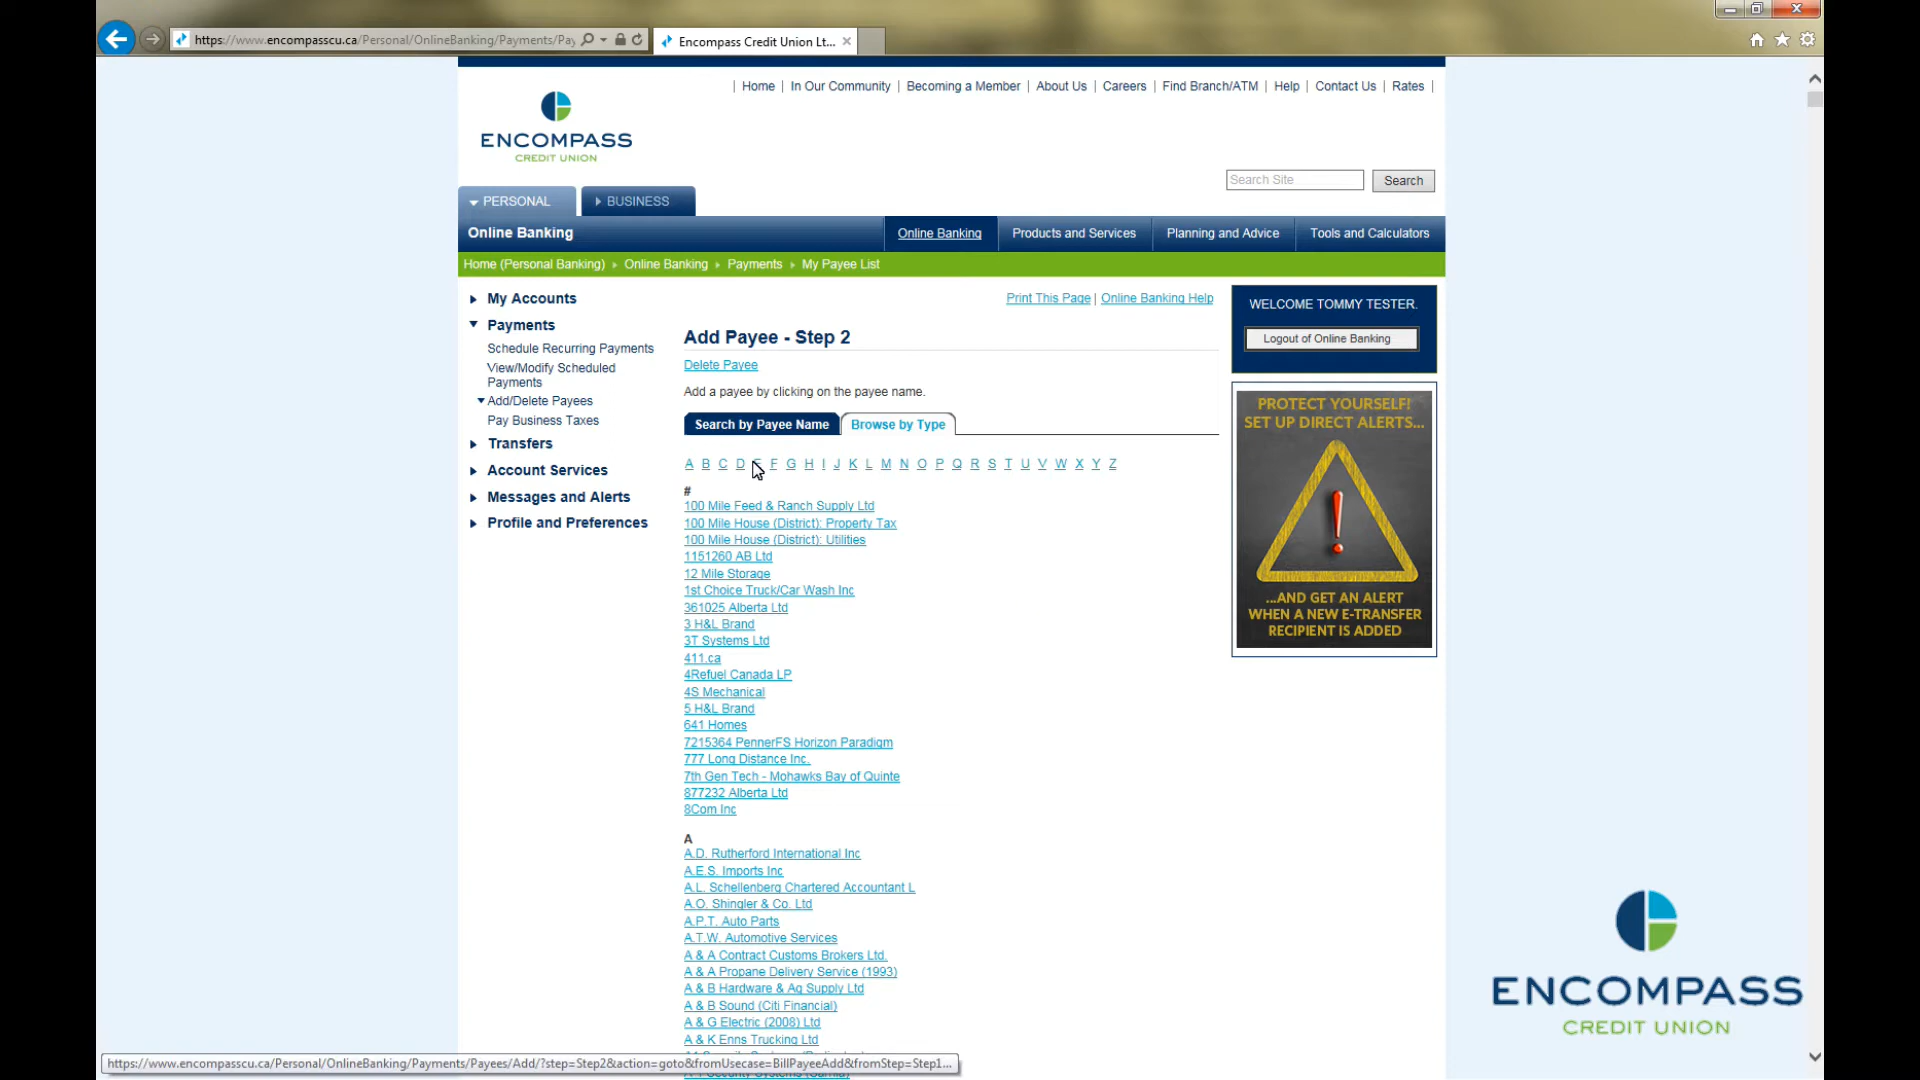 https://www.encompasscu.ca/Personal/OnlineBanking/Payments/Pay
Encompass Credit Union Lt...
Home | In Our Community | Becoming a Member | About Us | Careers | Find Branch/ATM | Help | Contact Us | Rates |
ENCOMPASS
CREDIT UNION
Search Site
Search
PERSONAL
BUSINESS
Online Banking
Online Banking
Products and Services
Planning and Advice
Tools and Calculators
Home (Personal Banking) Online Banking Payments My Payee List
My Accounts
Payments
Schedule Recurring Payments
View/Modify Scheduled
Payments
Add/Delete Payees
Pay Business Taxes
Transfers
Account Services
Messages and Alerts
Profile and Preferences
Print This Page | Online Banking Help
Add Payee - Step 2
Delete Payee
Add a payee by clicking on the payee name.
Search by Payee Name
Browse by Type
A B C D F G H I J K L M N O P Q R S T U V W X Y Z
#
100 Mile Feed & Ranch Supply Ltd
100 Mile House (District): Property Tax
100 Mile House (District): Utilities
1151260 AB Ltd
12 Mile Storage
1st Choice Truck/Car Wash Inc
361025 Alberta Ltd
3 H&L Brand
3T Systems Ltd
411.ca
4Refuel Canada LP
4S Mechanical
5 H&L Brand
641 Homes
7215364 PennerFS Horizon Paradigm
777 Long Distance Inc.
7th Gen Tech - Mohawks Bay of Quinte
877232 Alberta Ltd
8Com Inc
A
A.D. Rutherford International Inc
A.E.S. Imports Inc
A.L. Schellenberg Chartered Accountant L
A.O. Shingler & Co. Ltd
A.P.T. Auto Parts
A.T.W. Automotive Services
A & A Contract Customs Brokers Ltd.
A & A Propane Delivery Service (1993)
A & B Hardware & Ag Supply Ltd
A & B Sound (Citi Financial)
A & G Electric (2008) Ltd
A & K Enns Trucking Ltd
WELCOME TOMMY TESTER.
Logout of Online Banking
PROTECT YOURSELF!
SET UP DIRECT ALERTS...
!
...AND GET AN ALERT
WHEN A NEW E-TRANSFER
RECIPIENT IS ADDED
ENCOMPASS
CREDIT UNION
https://www.encompasscu.ca/Personal/OnlineBanking/Payments/Payees/Add/?step=Step2&action=goto&fromUsecase=BillPayeeAdd&fromStep=Step1...